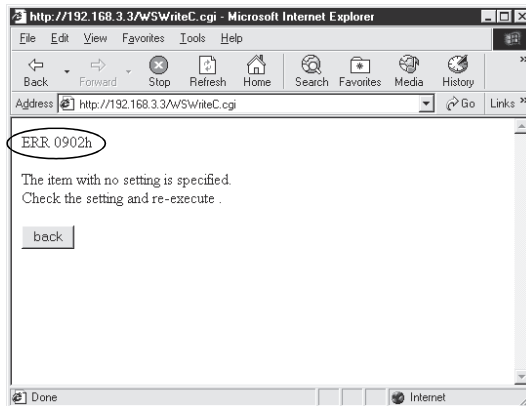 http://192.168.3.3/WSWriteC.cgi - Microsoft Internet Explorer
File Edit View Favorites Tools Help
Back Forward Stop Refresh Home Search Favorites Media History »
Address http://192.168.3.3/WSWriteC.cgi Go Links »
ERR 0902h
The item with no setting is specified.
Check the setting and re-execute .
back
Done Internet